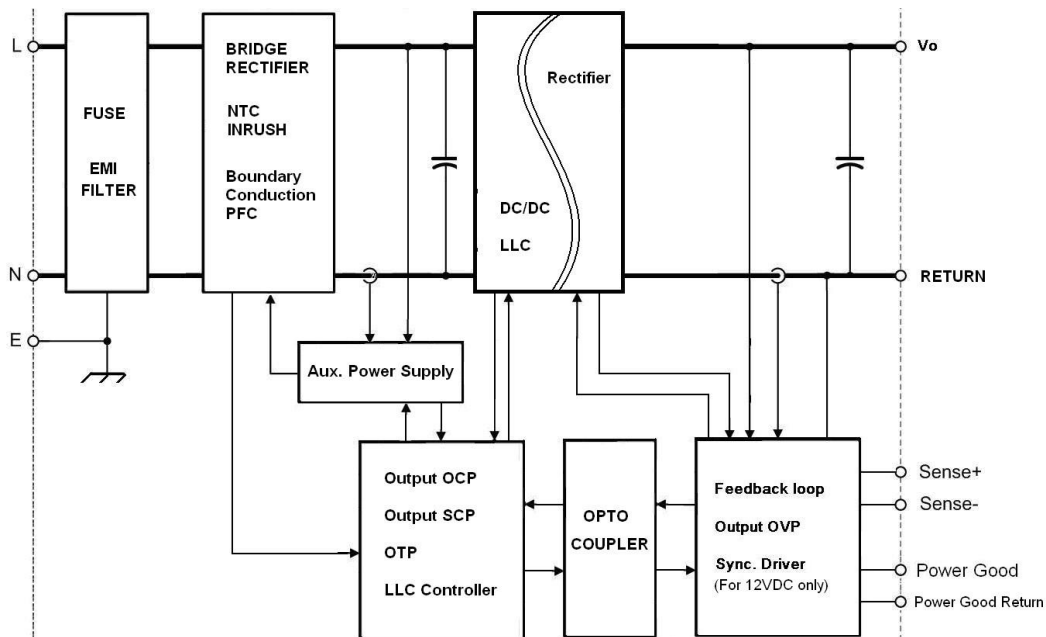 L
N
E
FUSE
EMI
FILTER
BRIDGE
RECTIFIER
NTC
INRUSH
Boundary
Conduction
PFC
Rectifier
DC/DC
LLC
Vo
RETURN
Aux. Power Supply
Output OCP
Output SCP
OTP
LLC Controller
OPTO
COUPLER
Feedback loop
Output OVP
Sync. Driver
(For 12VDC only)
Sense+
Sense-
Power Good
Power Good Return